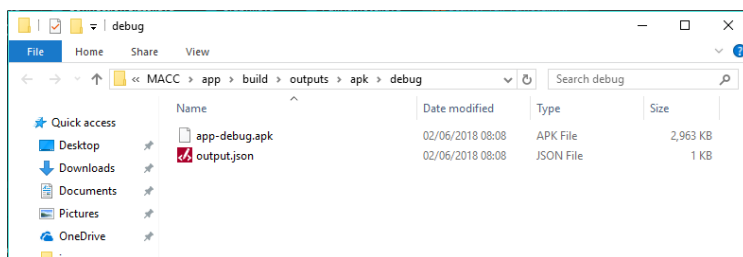 debug
File Home Share View
« MACC > app > build > outputs > apk > debug
Search debug
Name Date modified Type Size
Quick access
Desktop
Downloads
Documents
Pictures
OneDrive
app-debug.apk 02/06/2018 08:08 APK File 2,963 KB
output.json 02/06/2018 08:08 JSON File 1 KB